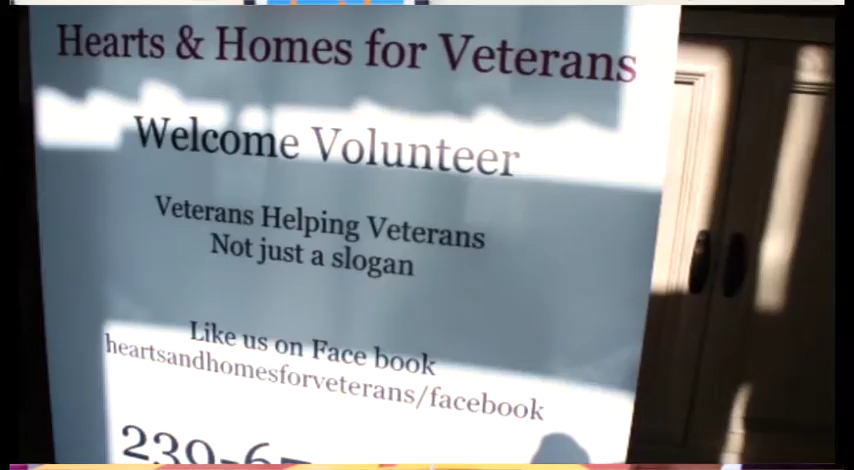 Hearts & Homes for Veterans
Welcome Volunteer
Veterans Helping Veterans
Not just a slogan
Like us on Face book
heartsandhomesforveterans/facebook